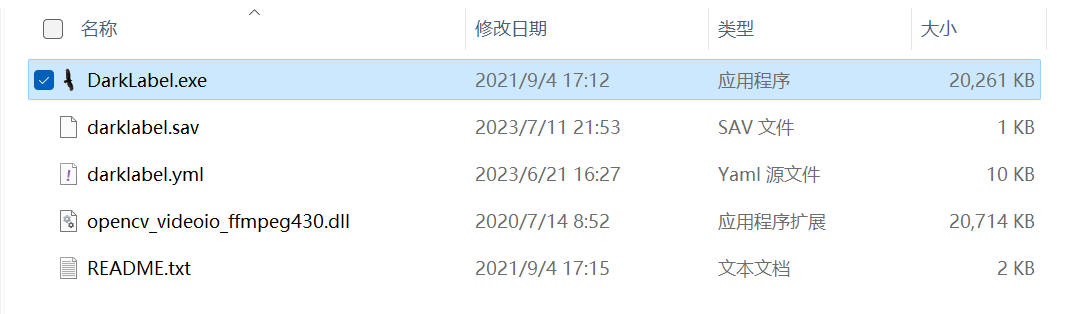 名称 修改日期 类型 大小
DarkLabel.exe 2021/9/4 17:12 应用程序 20,261 KB
darklabel.sav 2023/7/11 21:53 SAV 文件 1 KB
darklabel.yml 2023/6/21 16:27 Yaml 源文件 10 KB
opencv_videoio_ffmpeg430.dll 2020/7/14 8:52 应用程序扩展 20,714 KB
README.txt 2021/9/4 17:15 文本文档 2 KB